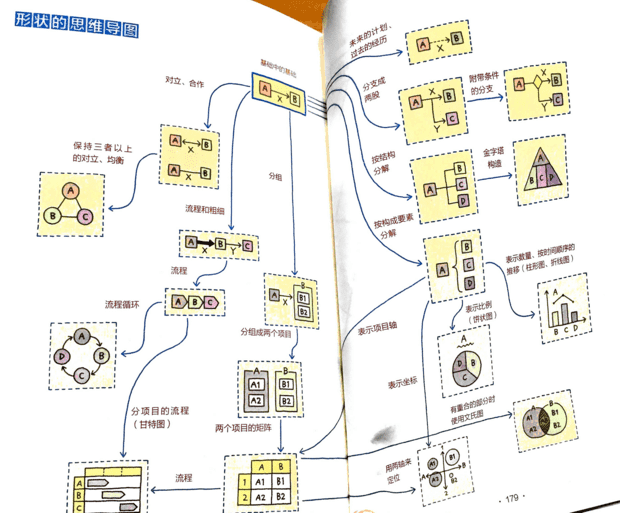 形状的思维导图
基础中的基础
A
X
B
对立、合作
A
B
X
A
B
X
保持三者以上
的对立、均衡
A
B
C
流程和粗细
A
X
B
Y
C
流程
A
B
C
流程循环
A
B
C
D
分组
A
X
B
B1
B2
分组成两个项目
A
B
A1
B1
A2
B2
两个项目的矩阵
A
B
1
A1
B1
2
A2
B2
流程
分项目的流程
（甘特图）
A
B
C
未来的计划、
过去的经历
A
X
B
分支成
两股
A
X
B
Y
C
附带条件
的分支
A
X
B
Y
C
按结构
分解
A
B
C
D
金字塔
构造
A
B
C
D
按构成要素
分解
A
B
C
D
表示数量、按时间顺序的
推移（柱形图、折线图）
A
B
C
D
表示比例
（饼状图）
A
D
B
C
表示项目轴
表示坐标
有重合的部分时
使用文氏图
A
B
A1
B1
A2
B2
用两轴来
定位
A1
B1
A
B
A2
B2
1
O
2
· 179 ·